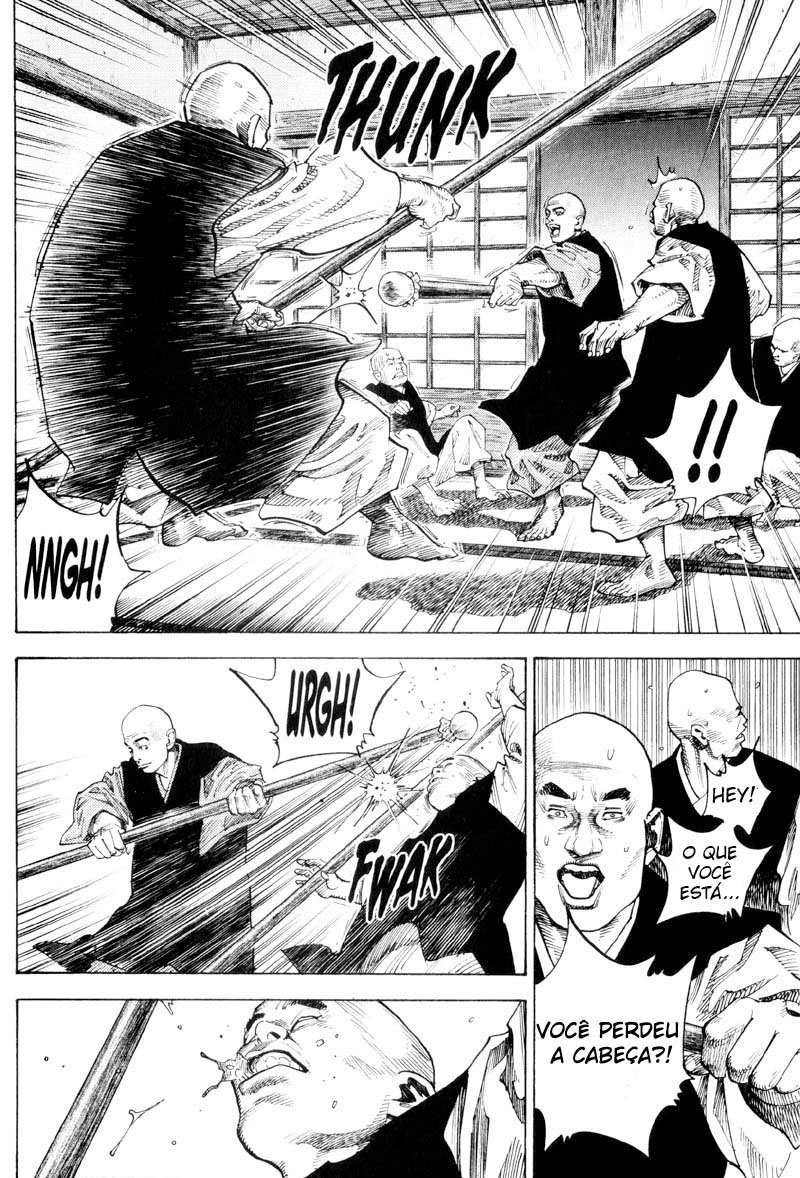 THUNK
!!
NNGH!
HEY!
O QUE
VOCÊ
ESTÁ...
VOCÊ PERDEU
A CABEÇA?!
URGH!
FWAK